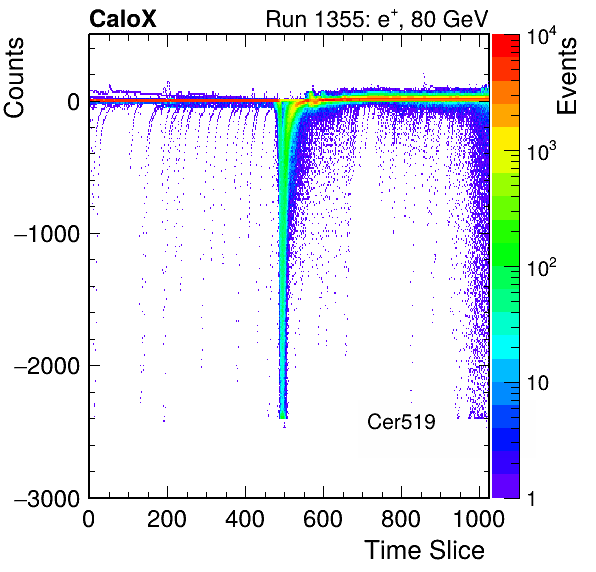 CaloX Run 1355: e⁺, 80 GeV
Counts
Events
0
−1000
−2000
−3000
0 200 400 600 800 1000
Time Slice
Cer519
10⁴
10³
10²
10
1